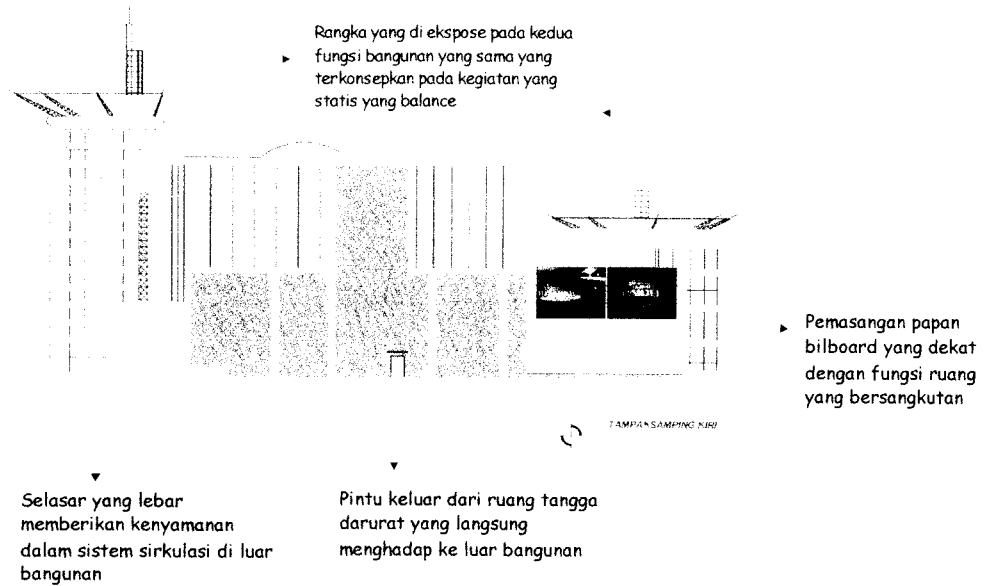 Rangka yang di ekspose pada kedua
fungsi bangunan yang sama yang
terkonsepkan pada kegiatan yang
statis yang balance
Pemasangan papan
bilboard yang dekat
dengan fungsi ruang
yang bersangkutan
TAMPAK SAMPING KIRI
Selasar yang lebar
memberikan kenyamanan
dalam sistem sirkulasi di luar
bangunan
Pintu keluar dari ruang tangga
darurat yang langsung
menghadap ke luar bangunan